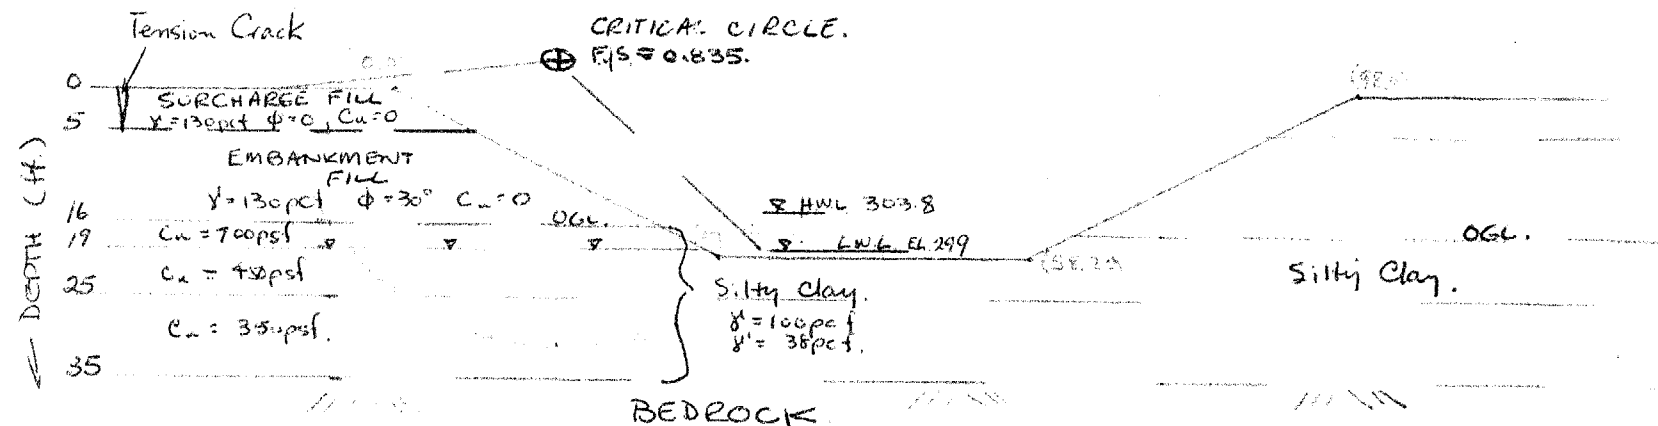 Tension Crack
CRITICAL CIRCLE.
F/S = 0.835.
0
SURCHARGE FILL
5
γ=130pcf φ=0, Cu=0
EMBANKMENT
FILL
γ=130pcf φ=30° Cu=0
16
OGL.
HWL 303.8
19
Cu = 700psf
LWL EL 299
OGL.
Cu = 450psf
25
Silty Clay.
Silty Clay.
γ=100pcf
Cu = 350psf.
γ'= 38pcf.
35
BEDROCK
← DEPTH (ft.)